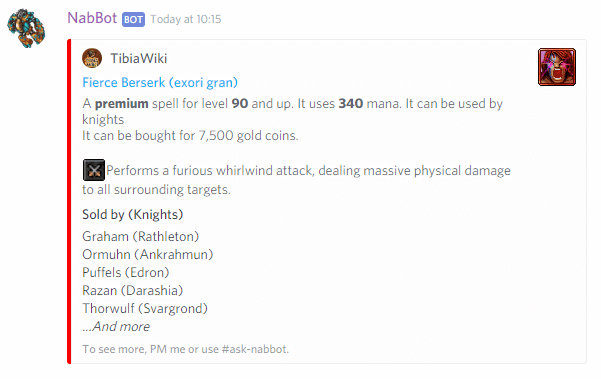 NabBot BOT Today at 10:15
TibiaWiki
Fierce Berserk (exori gran)
A premium spell for level 90 and up. It uses 340 mana. It can be used by
knights
It can be bought for 7,500 gold coins.
Performs a furious whirlwind attack, dealing massive physical damage
to all surrounding targets.
Sold by (Knights)
Graham (Rathleton)
Ormuhn (Ankrahmun)
Puffels (Edron)
Razan (Darashia)
Thorwulf (Svargrond)
...And more
To see more, PM me or use #ask-nabbot.